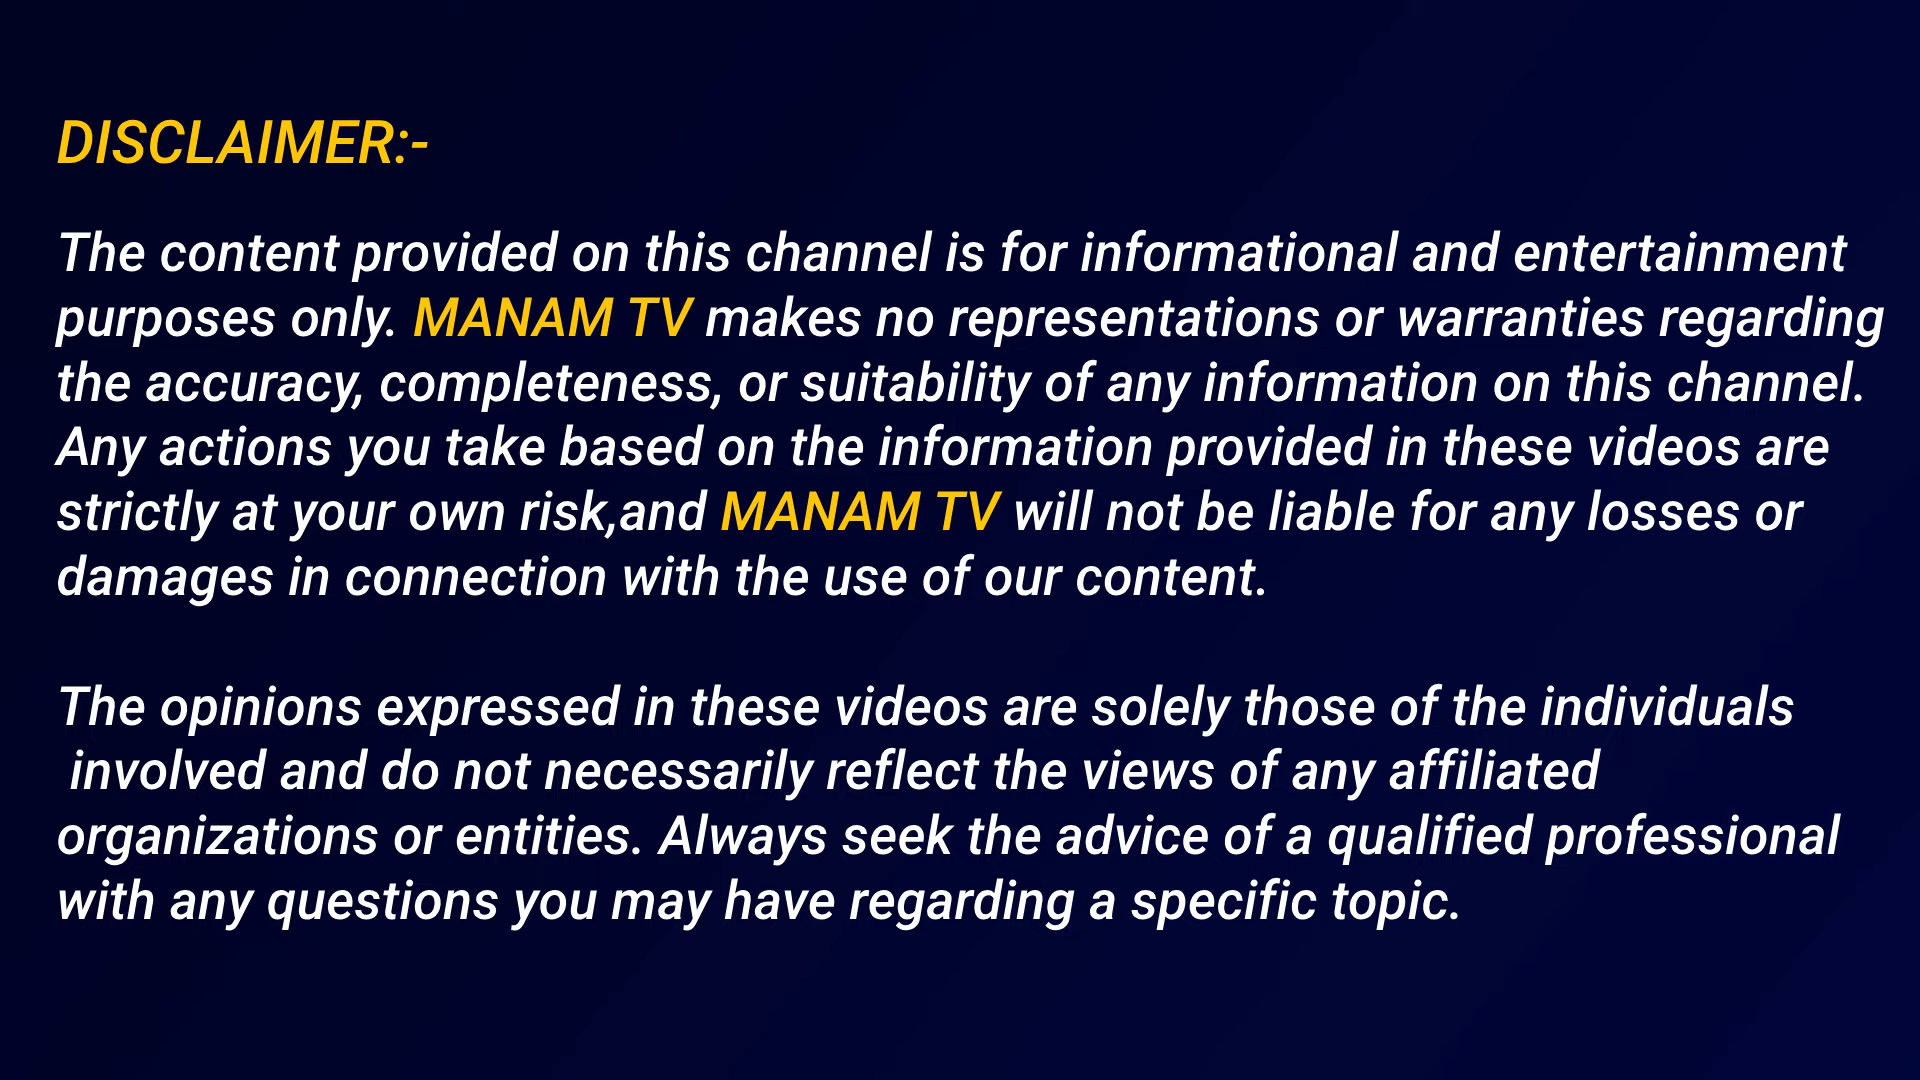 DISCLAIMER:-
The content provided on this channel is for informational and entertainment
purposes only. MANAM TV makes no representations or warranties regarding
the accuracy, completeness, or suitability of any information on this channel.
Any actions you take based on the information provided in these videos are
strictly at your own risk,and MANAM TV will not be liable for any losses or
damages in connection with the use of our content.
The opinions expressed in these videos are solely those of the individuals
involved and do not necessarily reflect the views of any affiliated
organizations or entities. Always seek the advice of a qualified professional
with any questions you may have regarding a specific topic.